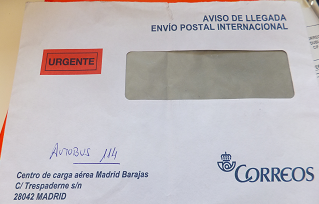 AVISO DE LLEGADA
ENVÍO POSTAL INTERNACIONAL
URGENTE
AUTOBUS 114
Centro de carga aérea Madrid Barajas
C/ Trespaderne s/n
28042 MADRID
CORREOS